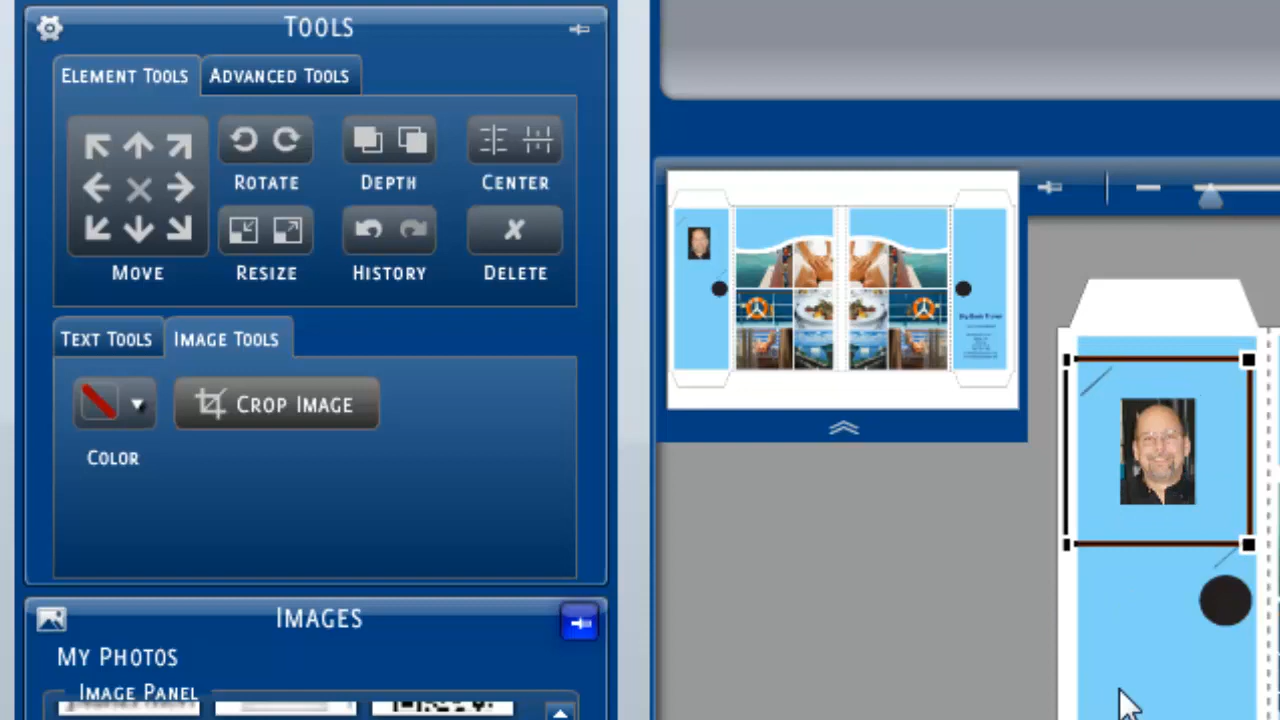 TOOLS
ELEMENT TOOLS
ADVANCED TOOLS
ROTATE
DEPTH
CENTER
MOVE
RESIZE
HISTORY
DELETE
TEXT TOOLS
IMAGE TOOLS
CROP IMAGE
COLOR
IMAGES
MY PHOTOS
IMAGE PANEL